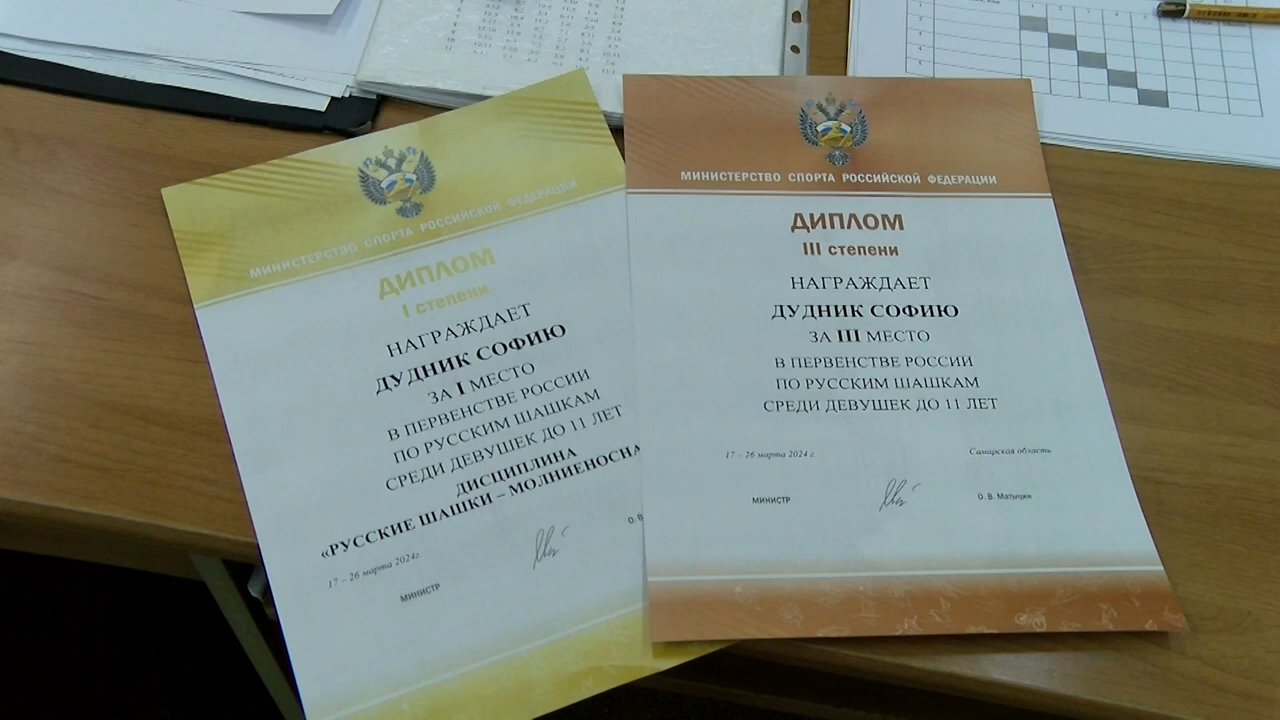 МИНИСТЕРСТВО СПОРТА РОССИЙСКОЙ ФЕДЕРАЦИИ
ДИПЛОМ
I степени
НАГРАЖДАЕТ
ДУДНИК СОФИЮ
ЗА I МЕСТО
В ПЕРВЕНСТВЕ РОССИИ
ПО РУССКИМ ШАШКАМ
СРЕДИ ДЕВУШЕК ДО 11 ЛЕТ
ДИСЦИПЛИНА
«РУССКИЕ ШАШКИ – МОЛНИЕНОСНА
17 – 26 марта 2024г
МИНИСТР
О. В
МИНИСТЕРСТВО СПОРТА РОССИЙСКОЙ ФЕДЕРАЦИИ
ДИПЛОМ
III степени
НАГРАЖДАЕТ
ДУДНИК СОФИЮ
ЗА III МЕСТО
В ПЕРВЕНСТВЕ РОССИИ
ПО РУССКИМ ШАШКАМ
СРЕДИ ДЕВУШЕК ДО 11 ЛЕТ
17 – 26 марта 2024 г.
Самарская область
МИНИСТР
О. В. Матыцин